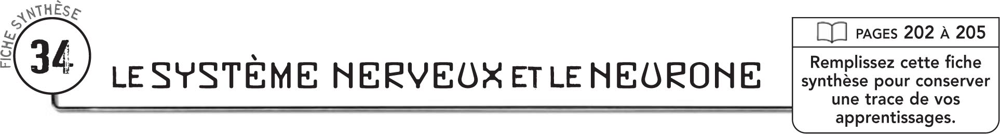 FICHE SYNTHÈSE
34
LE SYSTÈME NERVEUX ET LE NEURONE
PAGES 202 À 205
Remplissez cette fiche
synthèse pour conserver
une trace de vos
apprentissages.